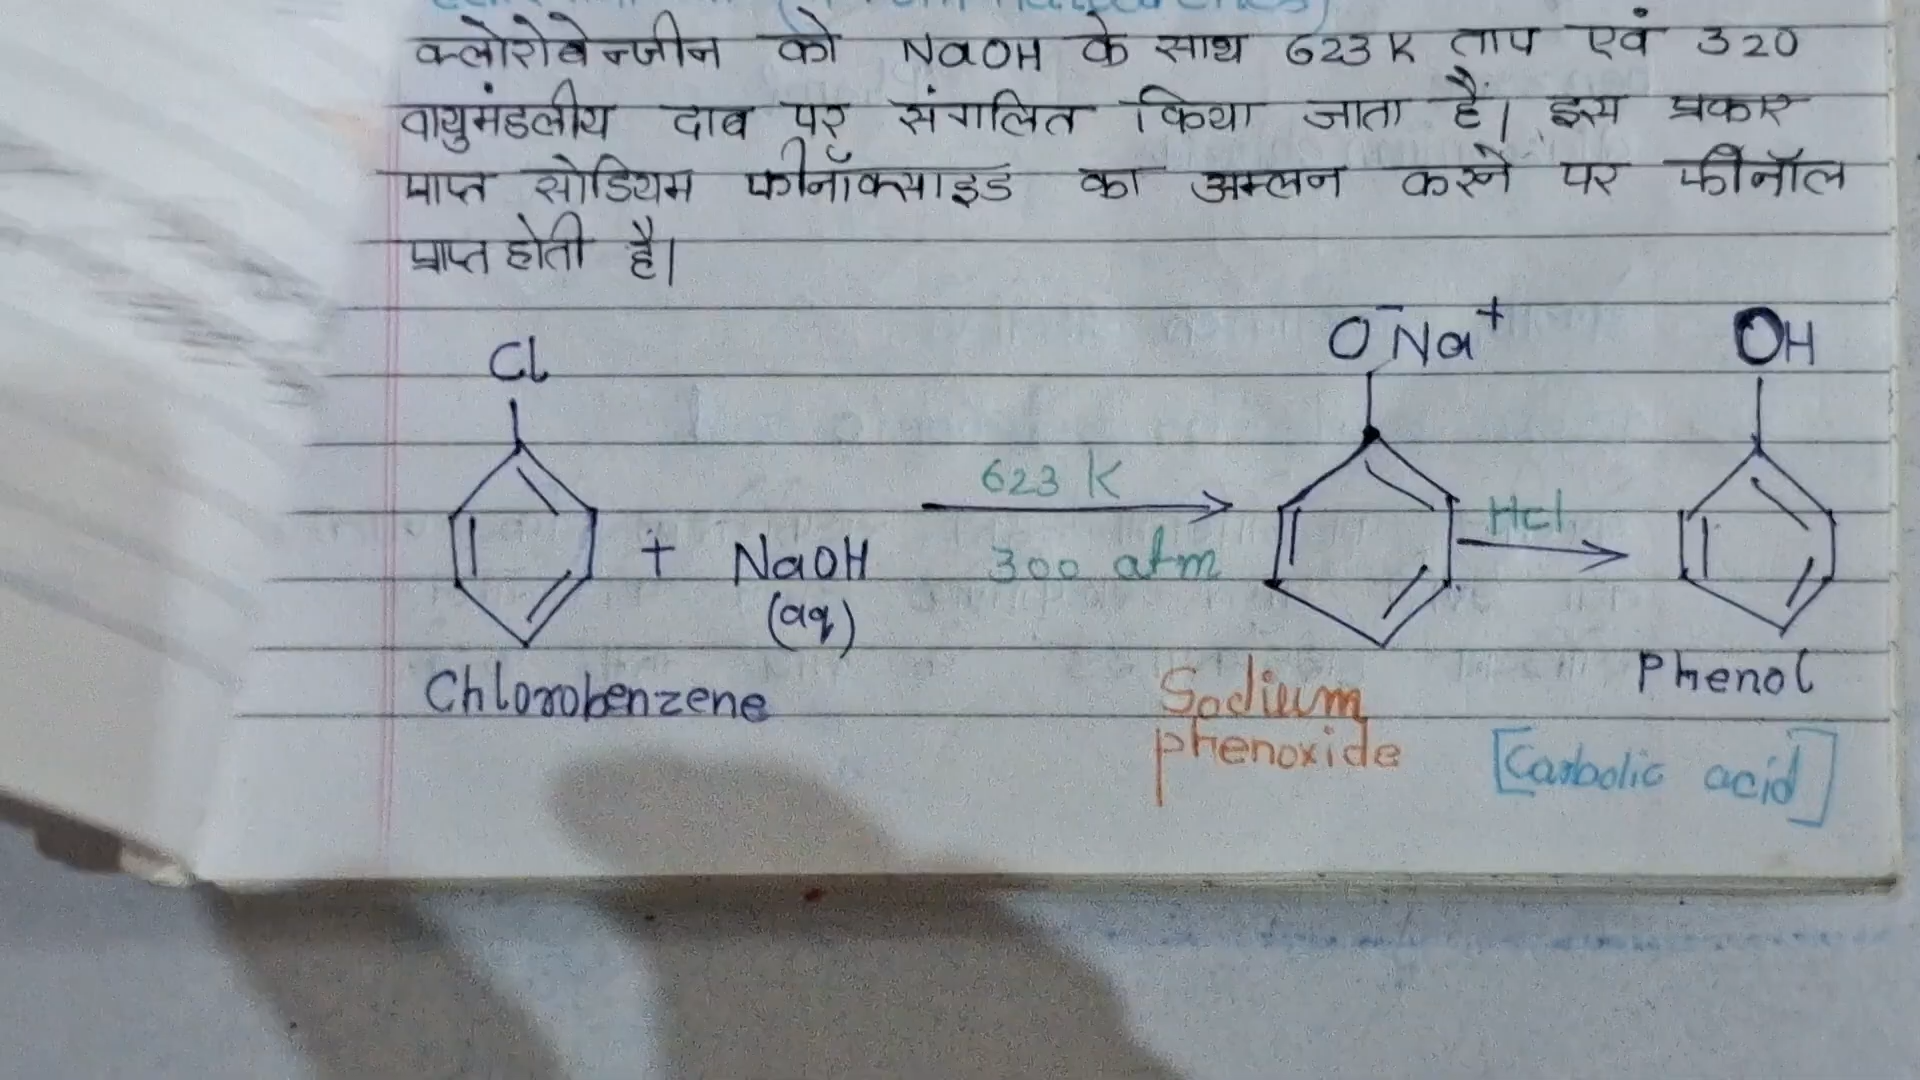 क्लोरोबेन्जीन को NaOH के साथ 623 K ताप एवं 320
वायुमंडलीय दाब पर संगलित किया जाता है। इस प्रकार
प्राप्त सोडियम फीनॉक्साइड का अम्लन करने पर फीनॉल
प्राप्त होती है।
Cl
O⁻Na⁺
OH
623 K
HCl
+ NaOH
300 atm
(aq)
Chlorobenzene
Sodium
phenoxide
Phenol
[Carbolic acid]